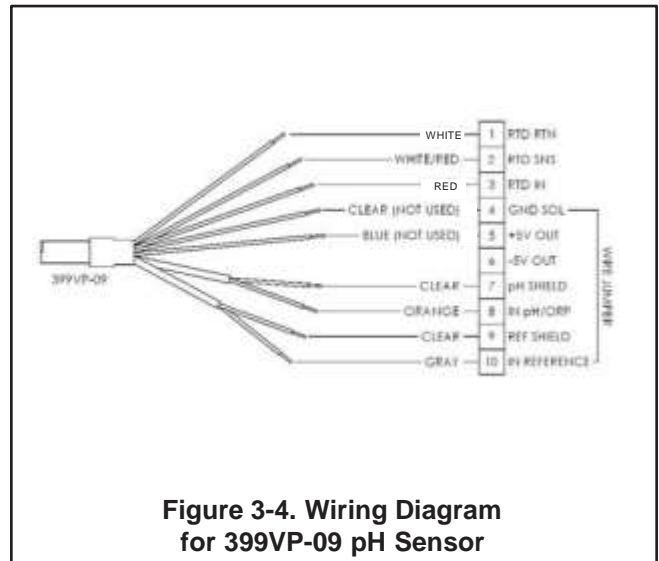 WHITE 1 RTD RTN
WHITE/RED 2 RTD SNS
RED 3 RTD IN
CLEAR (NOT USED) 4 GND SOL
BLUE (NOT USED) 5 +5V OUT
6 -5V OUT
CLEAR 7 pH SHIELD
ORANGE 8 IN pH/ORP
CLEAR 9 REF SHIELD
GRAY 10 IN REFERENCE
WIRE JUMPER
399VP-09
Figure 3-4. Wiring Diagram
for 399VP-09 pH Sensor